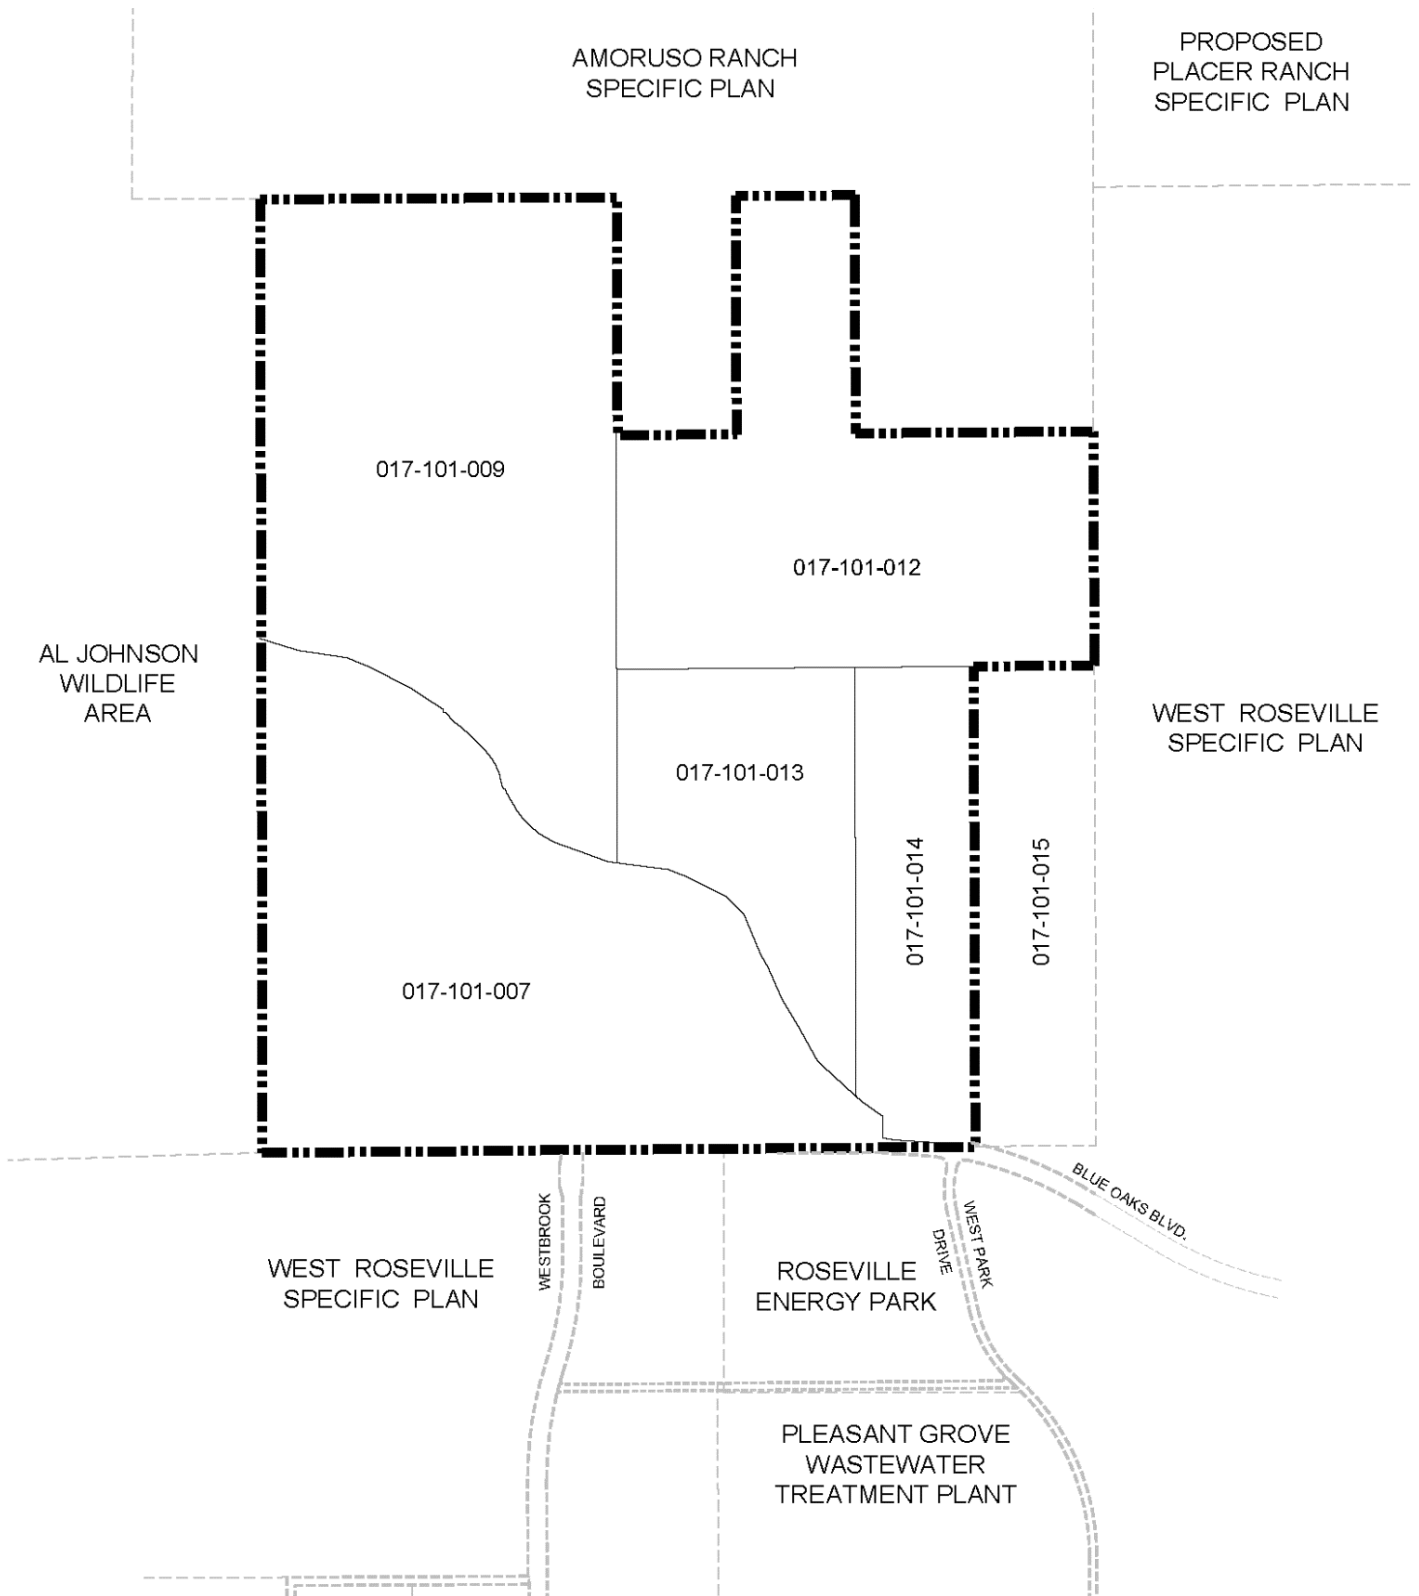 AMORUSO RANCH
SPECIFIC PLAN
PROPOSED
PLACER RANCH
SPECIFIC PLAN
017-101-009
017-101-012
AL JOHNSON
WILDLIFE
AREA
WEST ROSEVILLE
SPECIFIC PLAN
017-101-013
017-101-014
017-101-015
017-101-007
WESTBROOK
BOULEVARD
DRIVE
WEST PARK
BLUE OAKS BLVD.
WEST ROSEVILLE
SPECIFIC PLAN
ROSEVILLE
ENERGY PARK
PLEASANT GROVE
WASTEWATER
TREATMENT PLANT